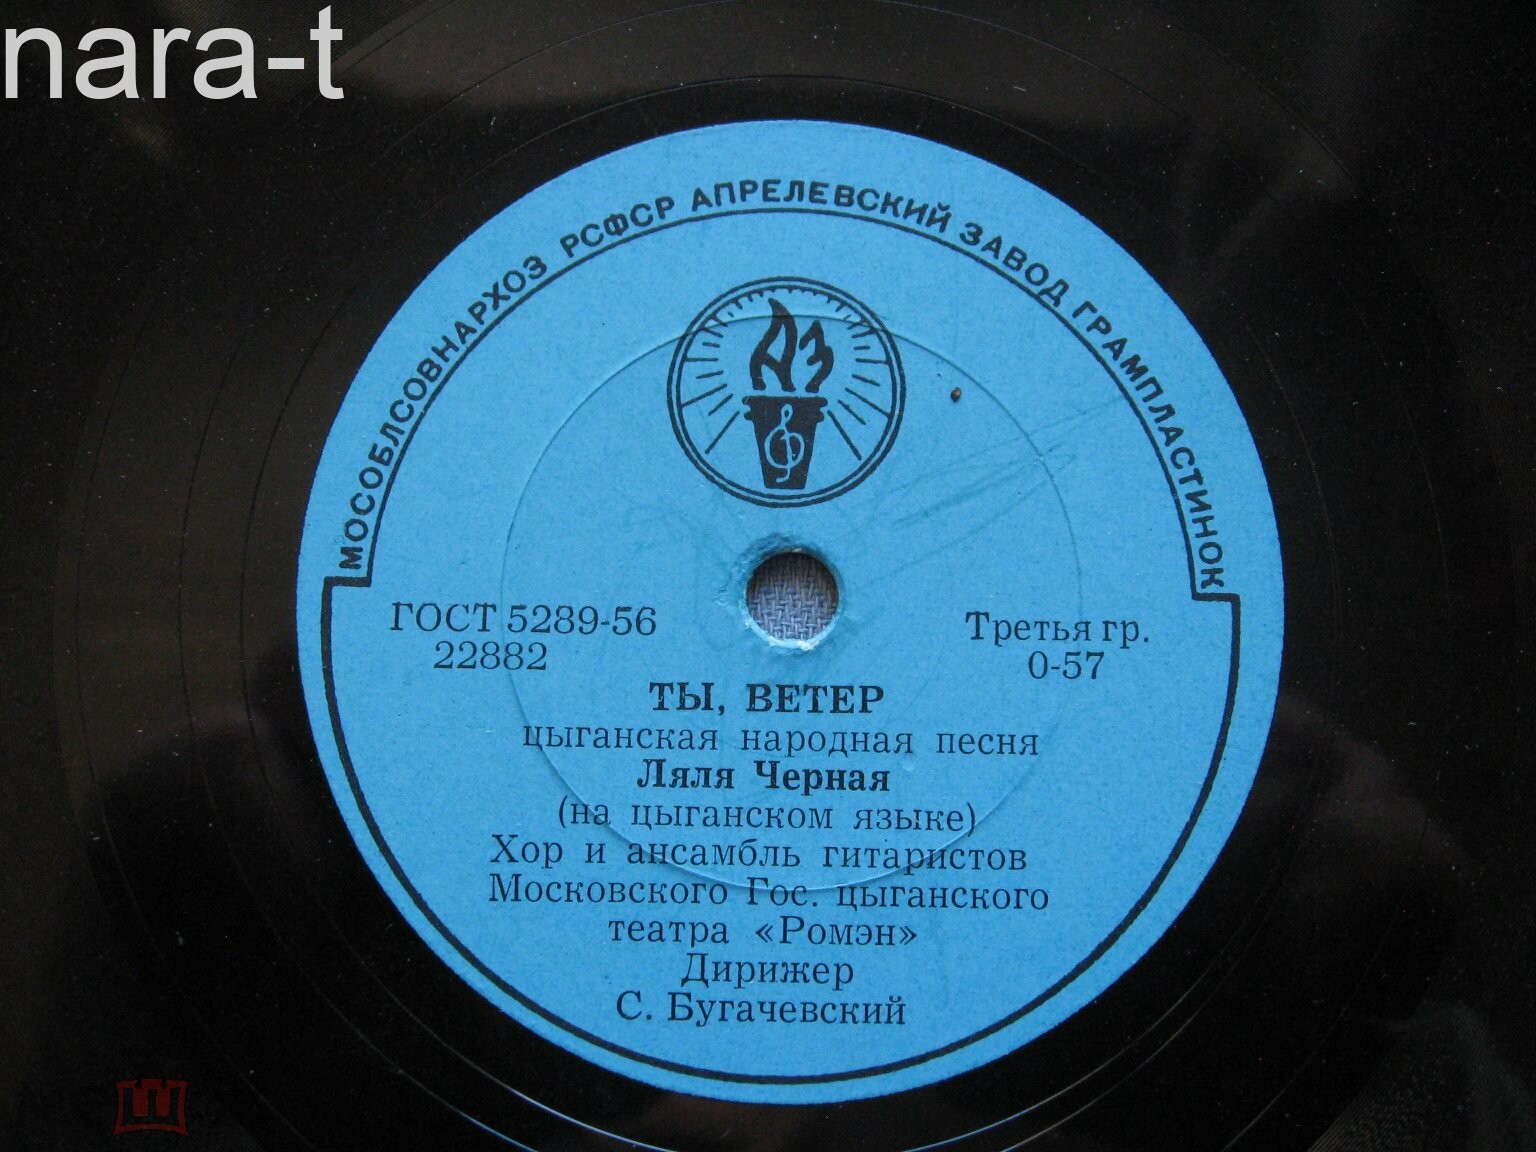 nara-t
МОСОБЛСОВНАРХОЗ РСФСР АПРЕЛЕВСКИЙ ЗАВОД ГРАМПЛАСТИНОК
АЗ
ГОСТ 5289-56
22882
Третья гр.
0-57
ТЫ, ВЕТЕР
цыганская народная песня
Ляля Черная
(на цыганском языке)
Хор и ансамбль гитаристов
Московского Гос. цыганского
театра «Ромэн»
Дирижер
С. Бугачевский